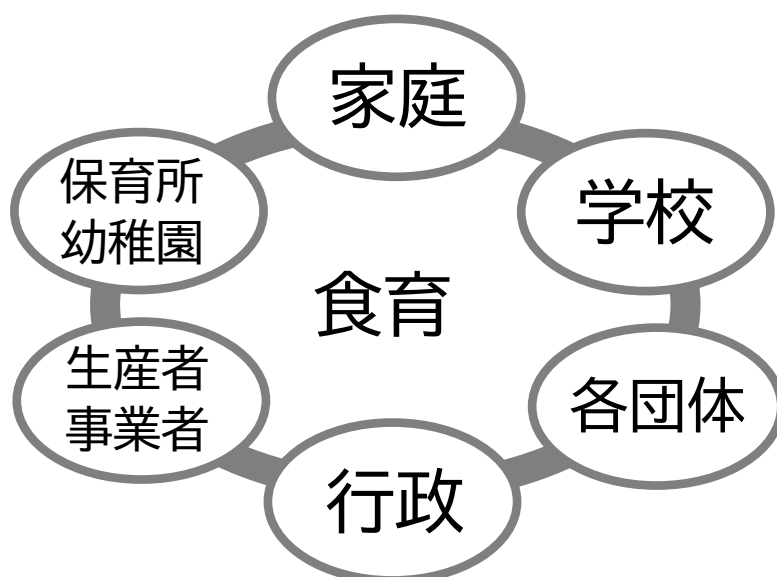 家庭
保育所
幼稚園
学校
食育
生産者
事業者
各団体
行政